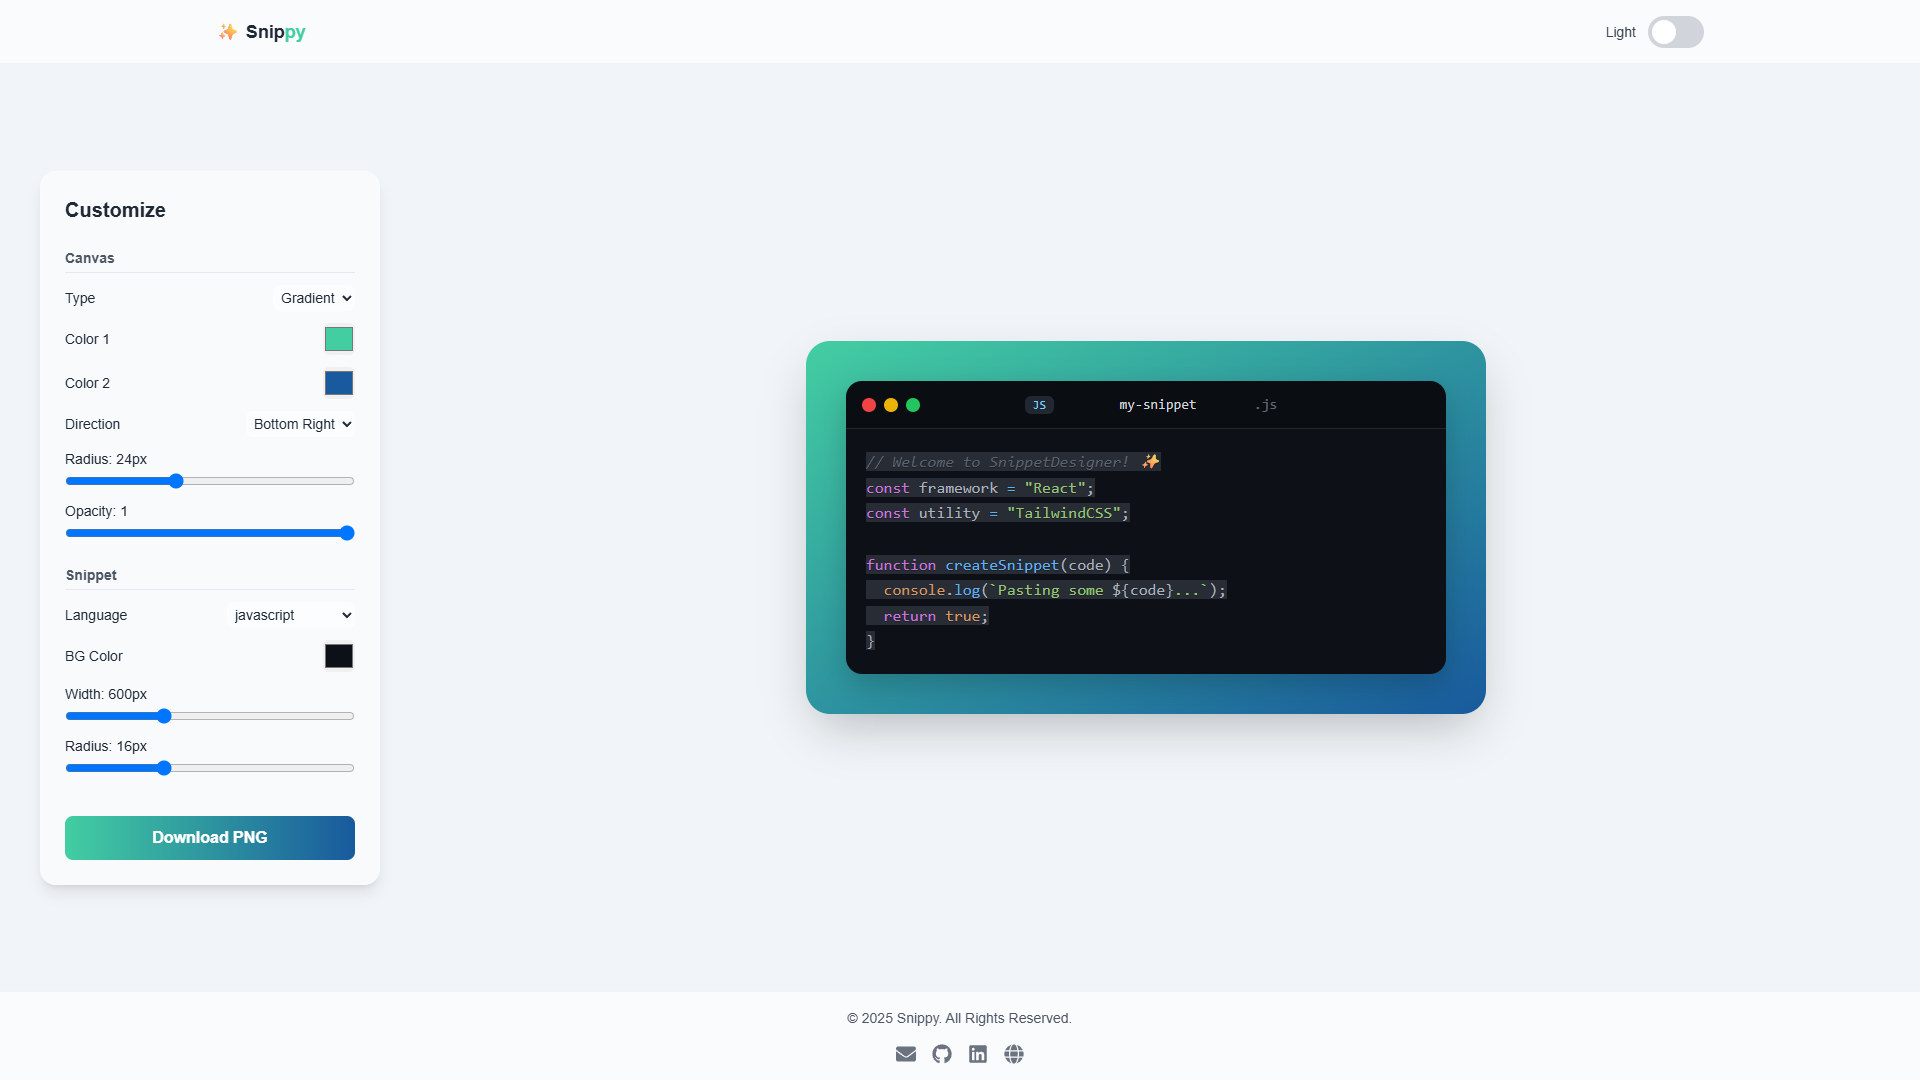 ✨ Snippy
Light
Customize
Canvas
Type
Gradient
Color 1
Color 2
Direction
Bottom Right
Radius: 24px
Opacity: 1
Snippet
Language
javascript
BG Color
Width: 600px
Radius: 16px
Download PNG
JS my-snippet .js
// Welcome to SnippetDesigner! ✨
const framework = "React";
const utility = "TailwindCSS";
function createSnippet(code) {
  console.log(`Pasting some ${code}...`);
  return true;
}
© 2025 Snippy. All Rights Reserved.